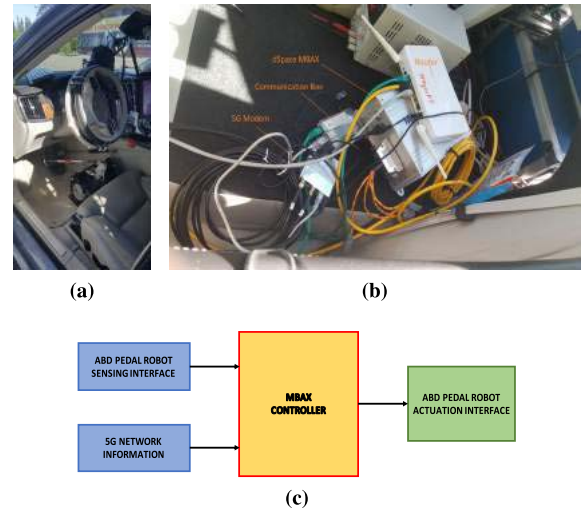 dSpace MBAX
Router
Communication Box
5G Modem
(a)
(b)
ABD PEDAL ROBOT
SENSING INTERFACE
5G NETWORK
INFORMATION
MBAX
CONTROLLER
ABD PEDAL ROBOT
ACTUATION INTERFACE
(c)